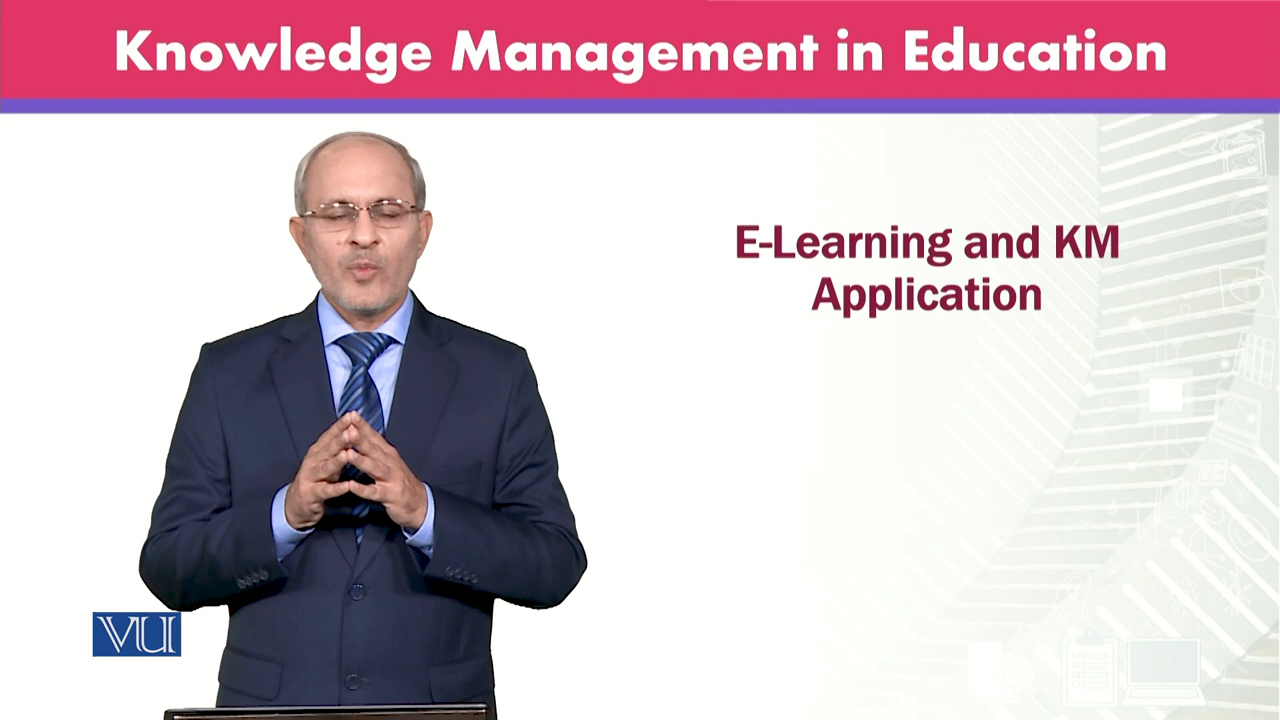 Knowledge Management in Education
E-Learning and KM
Application
VU